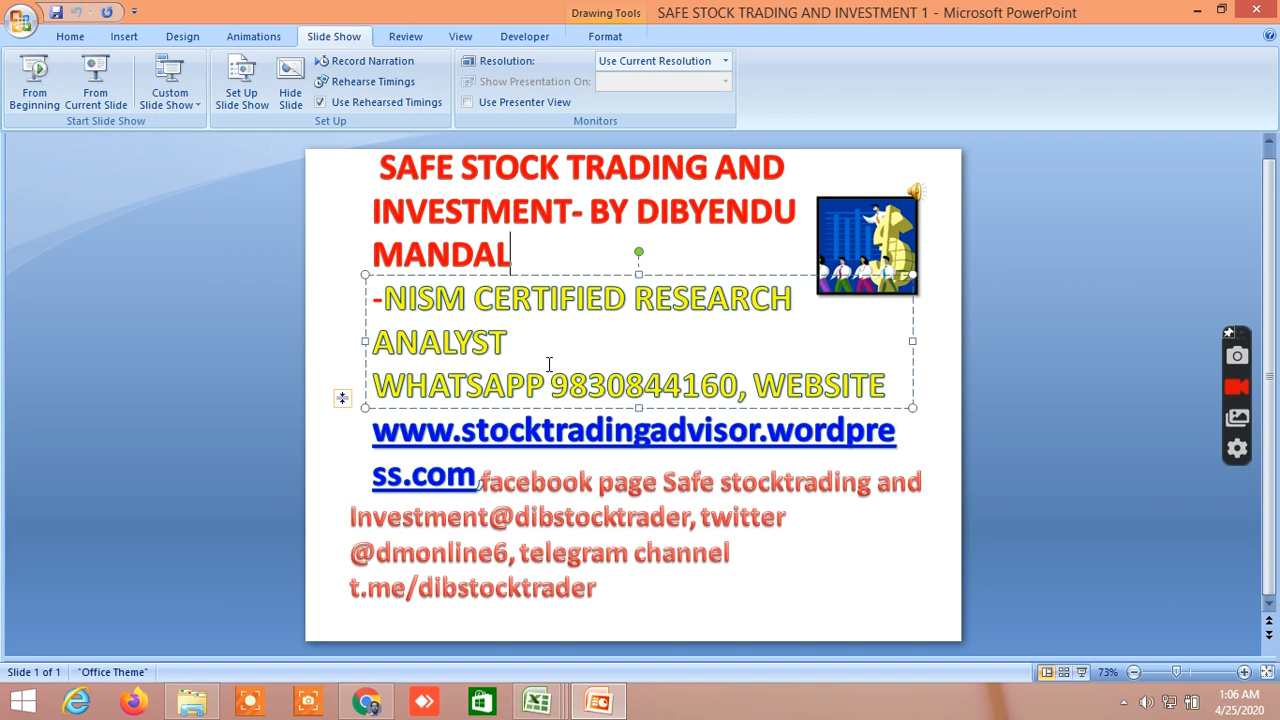 Drawing Tools
SAFE STOCK TRADING AND INVESTMENT 1 - Microsoft PowerPoint
Home Insert Design Animations Slide Show Review View Developer Format
From Beginning
From Current Slide
Custom Slide Show
Start Slide Show
Set Up Slide Show
Hide Slide
Record Narration
Rehearse Timings
Use Rehearsed Timings
Set Up
Resolution: Use Current Resolution
Show Presentation On:
Use Presenter View
Monitors
SAFE STOCK TRADING AND
INVESTMENT- BY DIBYENDU
MANDAL
-NISM CERTIFIED RESEARCH
ANALYST
WHATSAPP 9830844160, WEBSITE
www.stocktradingadvisor.wordpre
ss.com,facebook page Safe stocktrading and
Investment@dibstocktrader, twitter
@dmonline6, telegram channel
t.me/dibstocktrader
Slide 1 of 1 "Office Theme" 73%
1:06 AM
4/25/2020